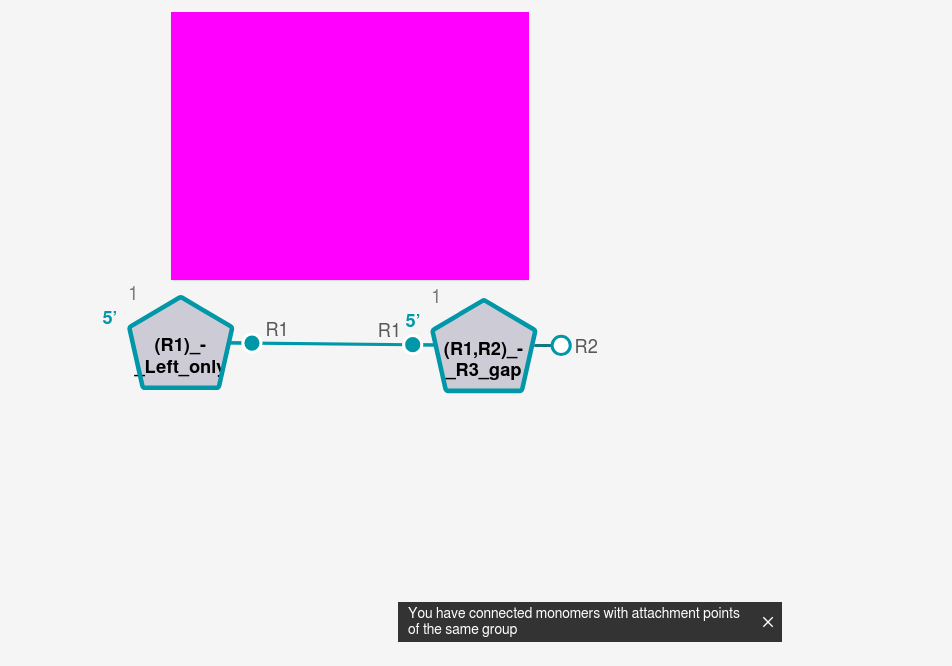 1
1
5’
5’
R1
R1
(R1)_-
_Left_only
(R1,R2)_-
_R3_gap
R2
You have connected monomers with attachment points
of the same group